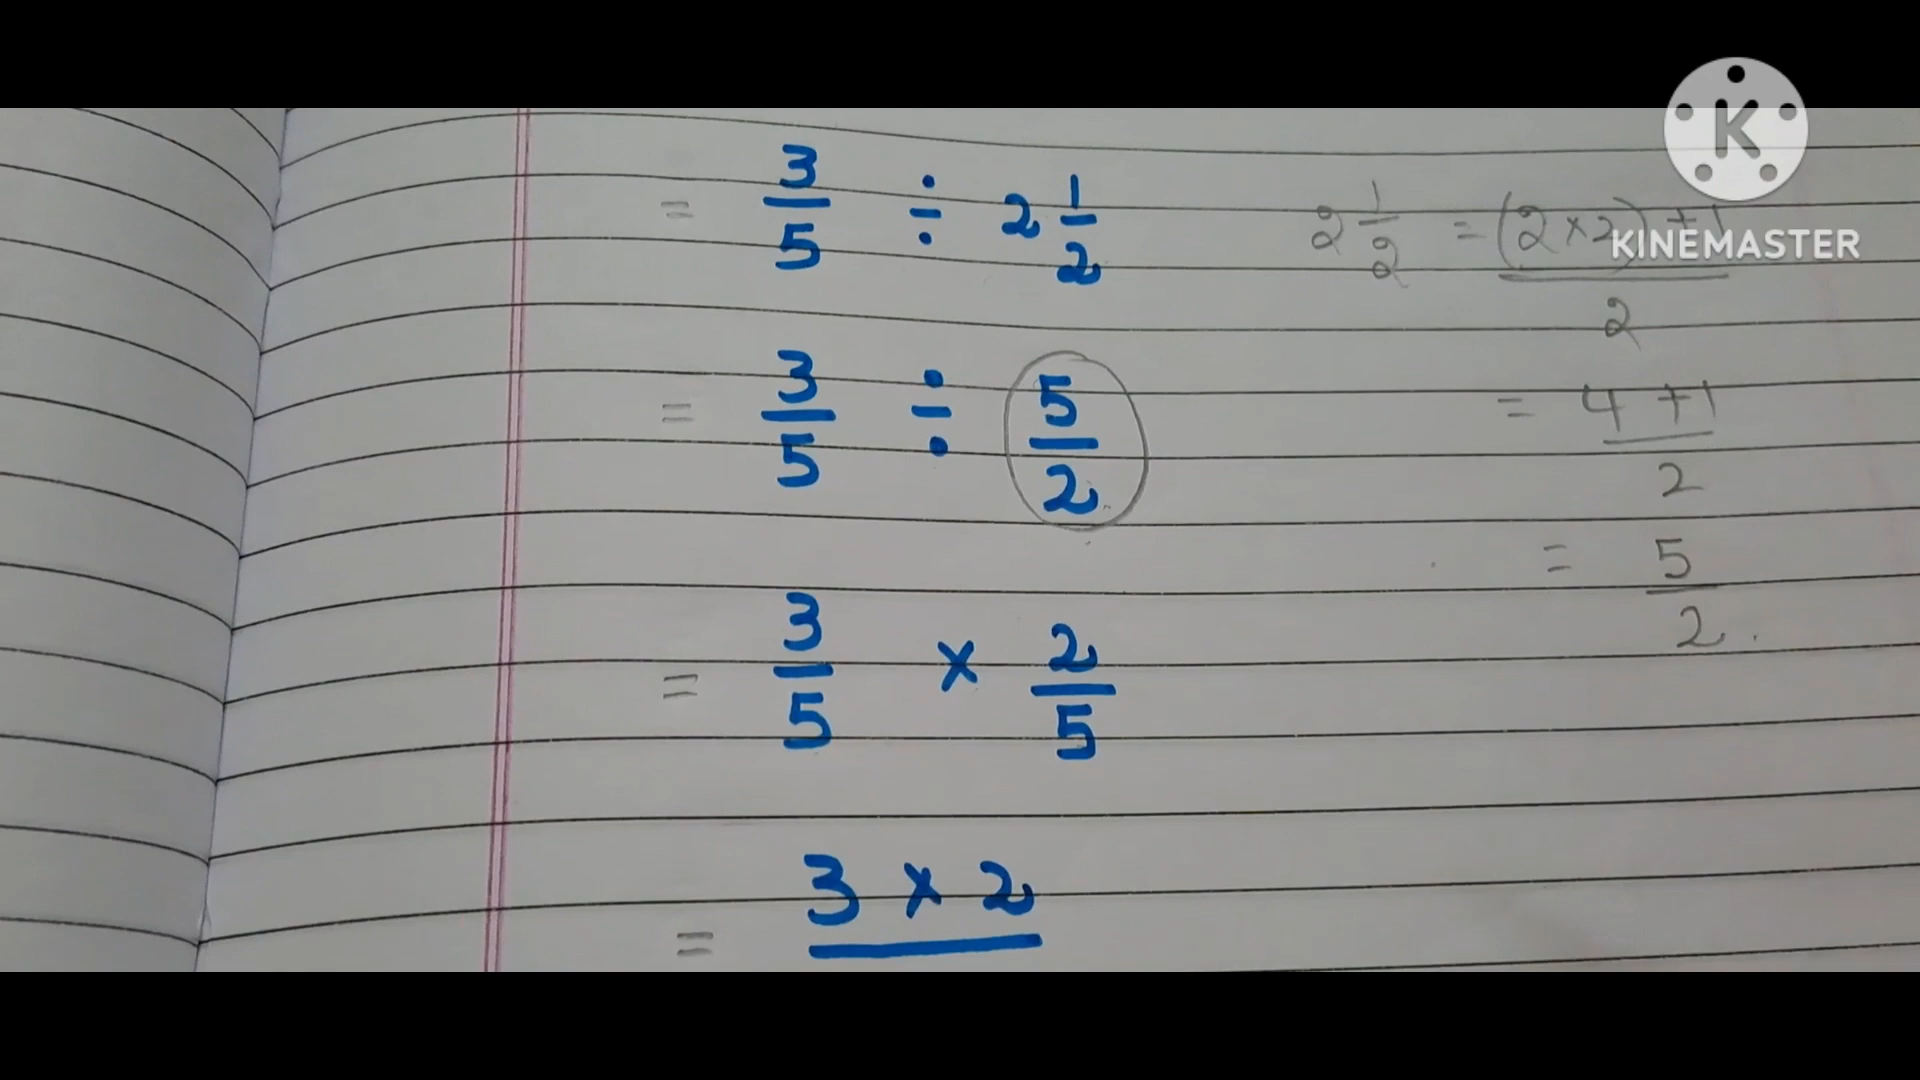 = 3/5 ÷ 2 1/2
2 1/2 = (2×2)+1 / 2
KINEMASTER
= 3/5 ÷ 5/2
= 4+1 / 2
= 5/2.
= 3/5 × 2/5
= 3 × 2